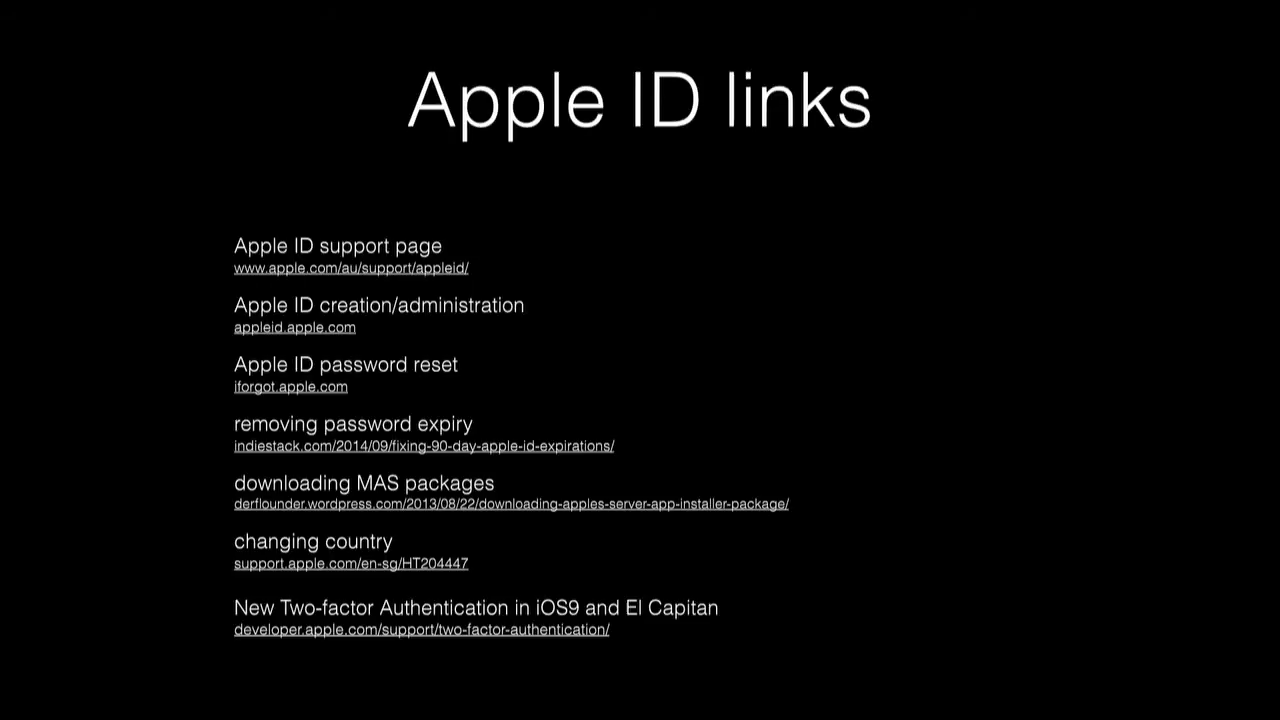 Apple ID links
Apple ID support page
www.apple.com/au/support/appleid/
Apple ID creation/administration
appleid.apple.com
Apple ID password reset
iforgot.apple.com
removing password expiry
indiestack.com/2014/09/fixing-90-day-apple-id-expirations/
downloading MAS packages
derflounder.wordpress.com/2013/08/22/downloading-apples-server-app-installer-package/
changing country
support.apple.com/en-sg/HT204447
New Two-factor Authentication in iOS9 and El Capitan
developer.apple.com/support/two-factor-authentication/